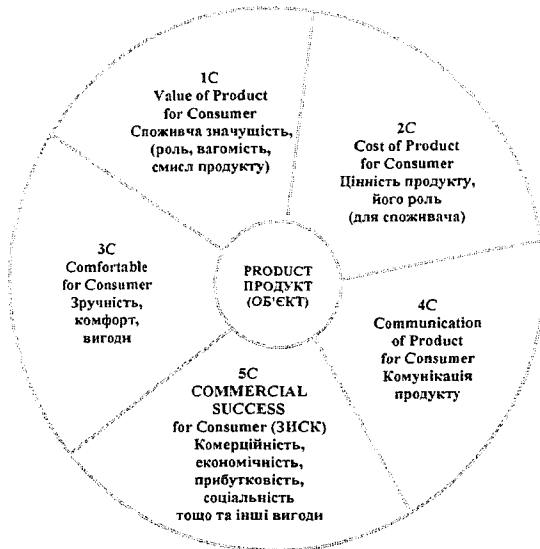 1C
Value of Product
for Consumer
Споживча значущість,
(роль, вагомість,
смисл продукту)
2C
Cost of Product
for Consumer
Цінність продукту,
його роль
(для споживача)
3C
Comfortable
for Consumer
Зручність,
комфорт,
вигоди
PRODUCT
ПРОДУКТ
(ОБ'ЄКТ)
4C
Communication
of Product
for Consumer
Комунікація
продукту
5C
COMMERCIAL
SUCCESS
for Consumer (ЗИСК)
Комерційність,
економічність,
прибутковість,
соціальність
тощо та інші вигоди